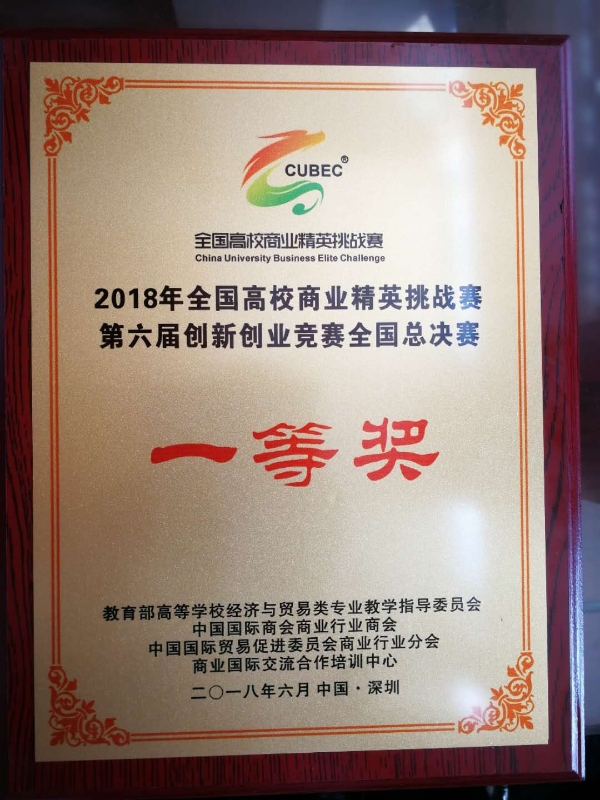 CUBEC®
全国高校商业精英挑战赛
China University Business Elite Challenge
2018年全国高校商业精英挑战赛
第六届创新创业竞赛全国总决赛
一等奖
教育部高等学校经济与贸易类专业教学指导委员会
中国国际商会商业行业商会
中国国际贸易促进委员会商业行业分会
商业国际交流合作培训中心
二〇一八年六月 中国·深圳